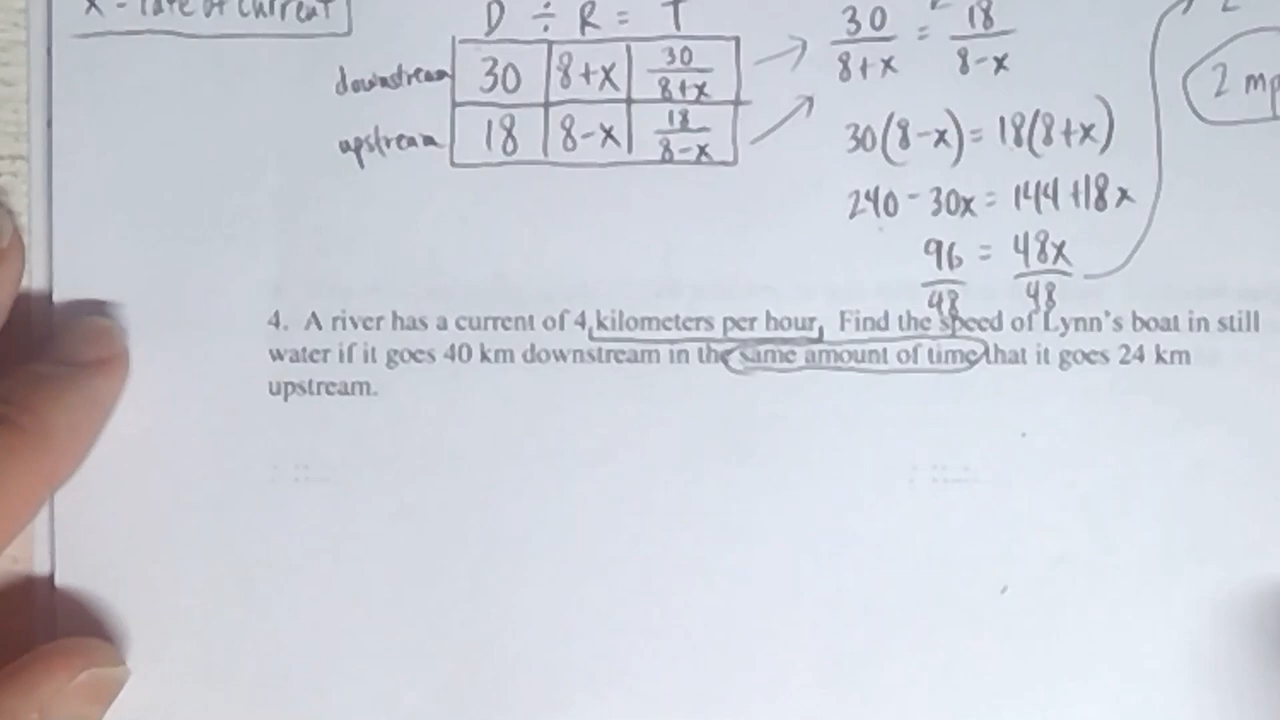 x - rate of current
D ÷ R = T
downstream 30 8+x 30/8+x
upstream 18 8-x 18/8-x
30/8+x = 18/8-x
30(8-x) = 18(8+x)
240 - 30x = 144 + 18x
96/48 = 48x/48
2
4. A river has a current of 4 kilometers per hour. Find the speed of Lynn's boat in still
water if it goes 40 km downstream in the same amount of time that it goes 24 km
upstream.